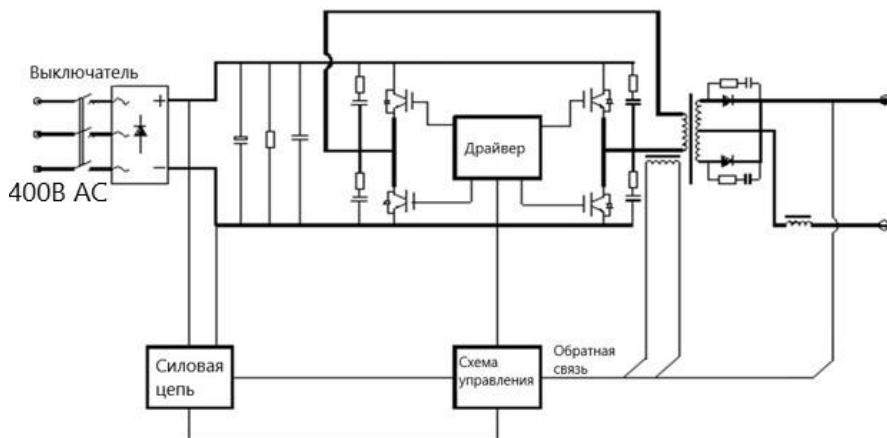 Выключатель
400В AC
Драйвер
Силовая
цепь
Схема
управления
Обратная
связь